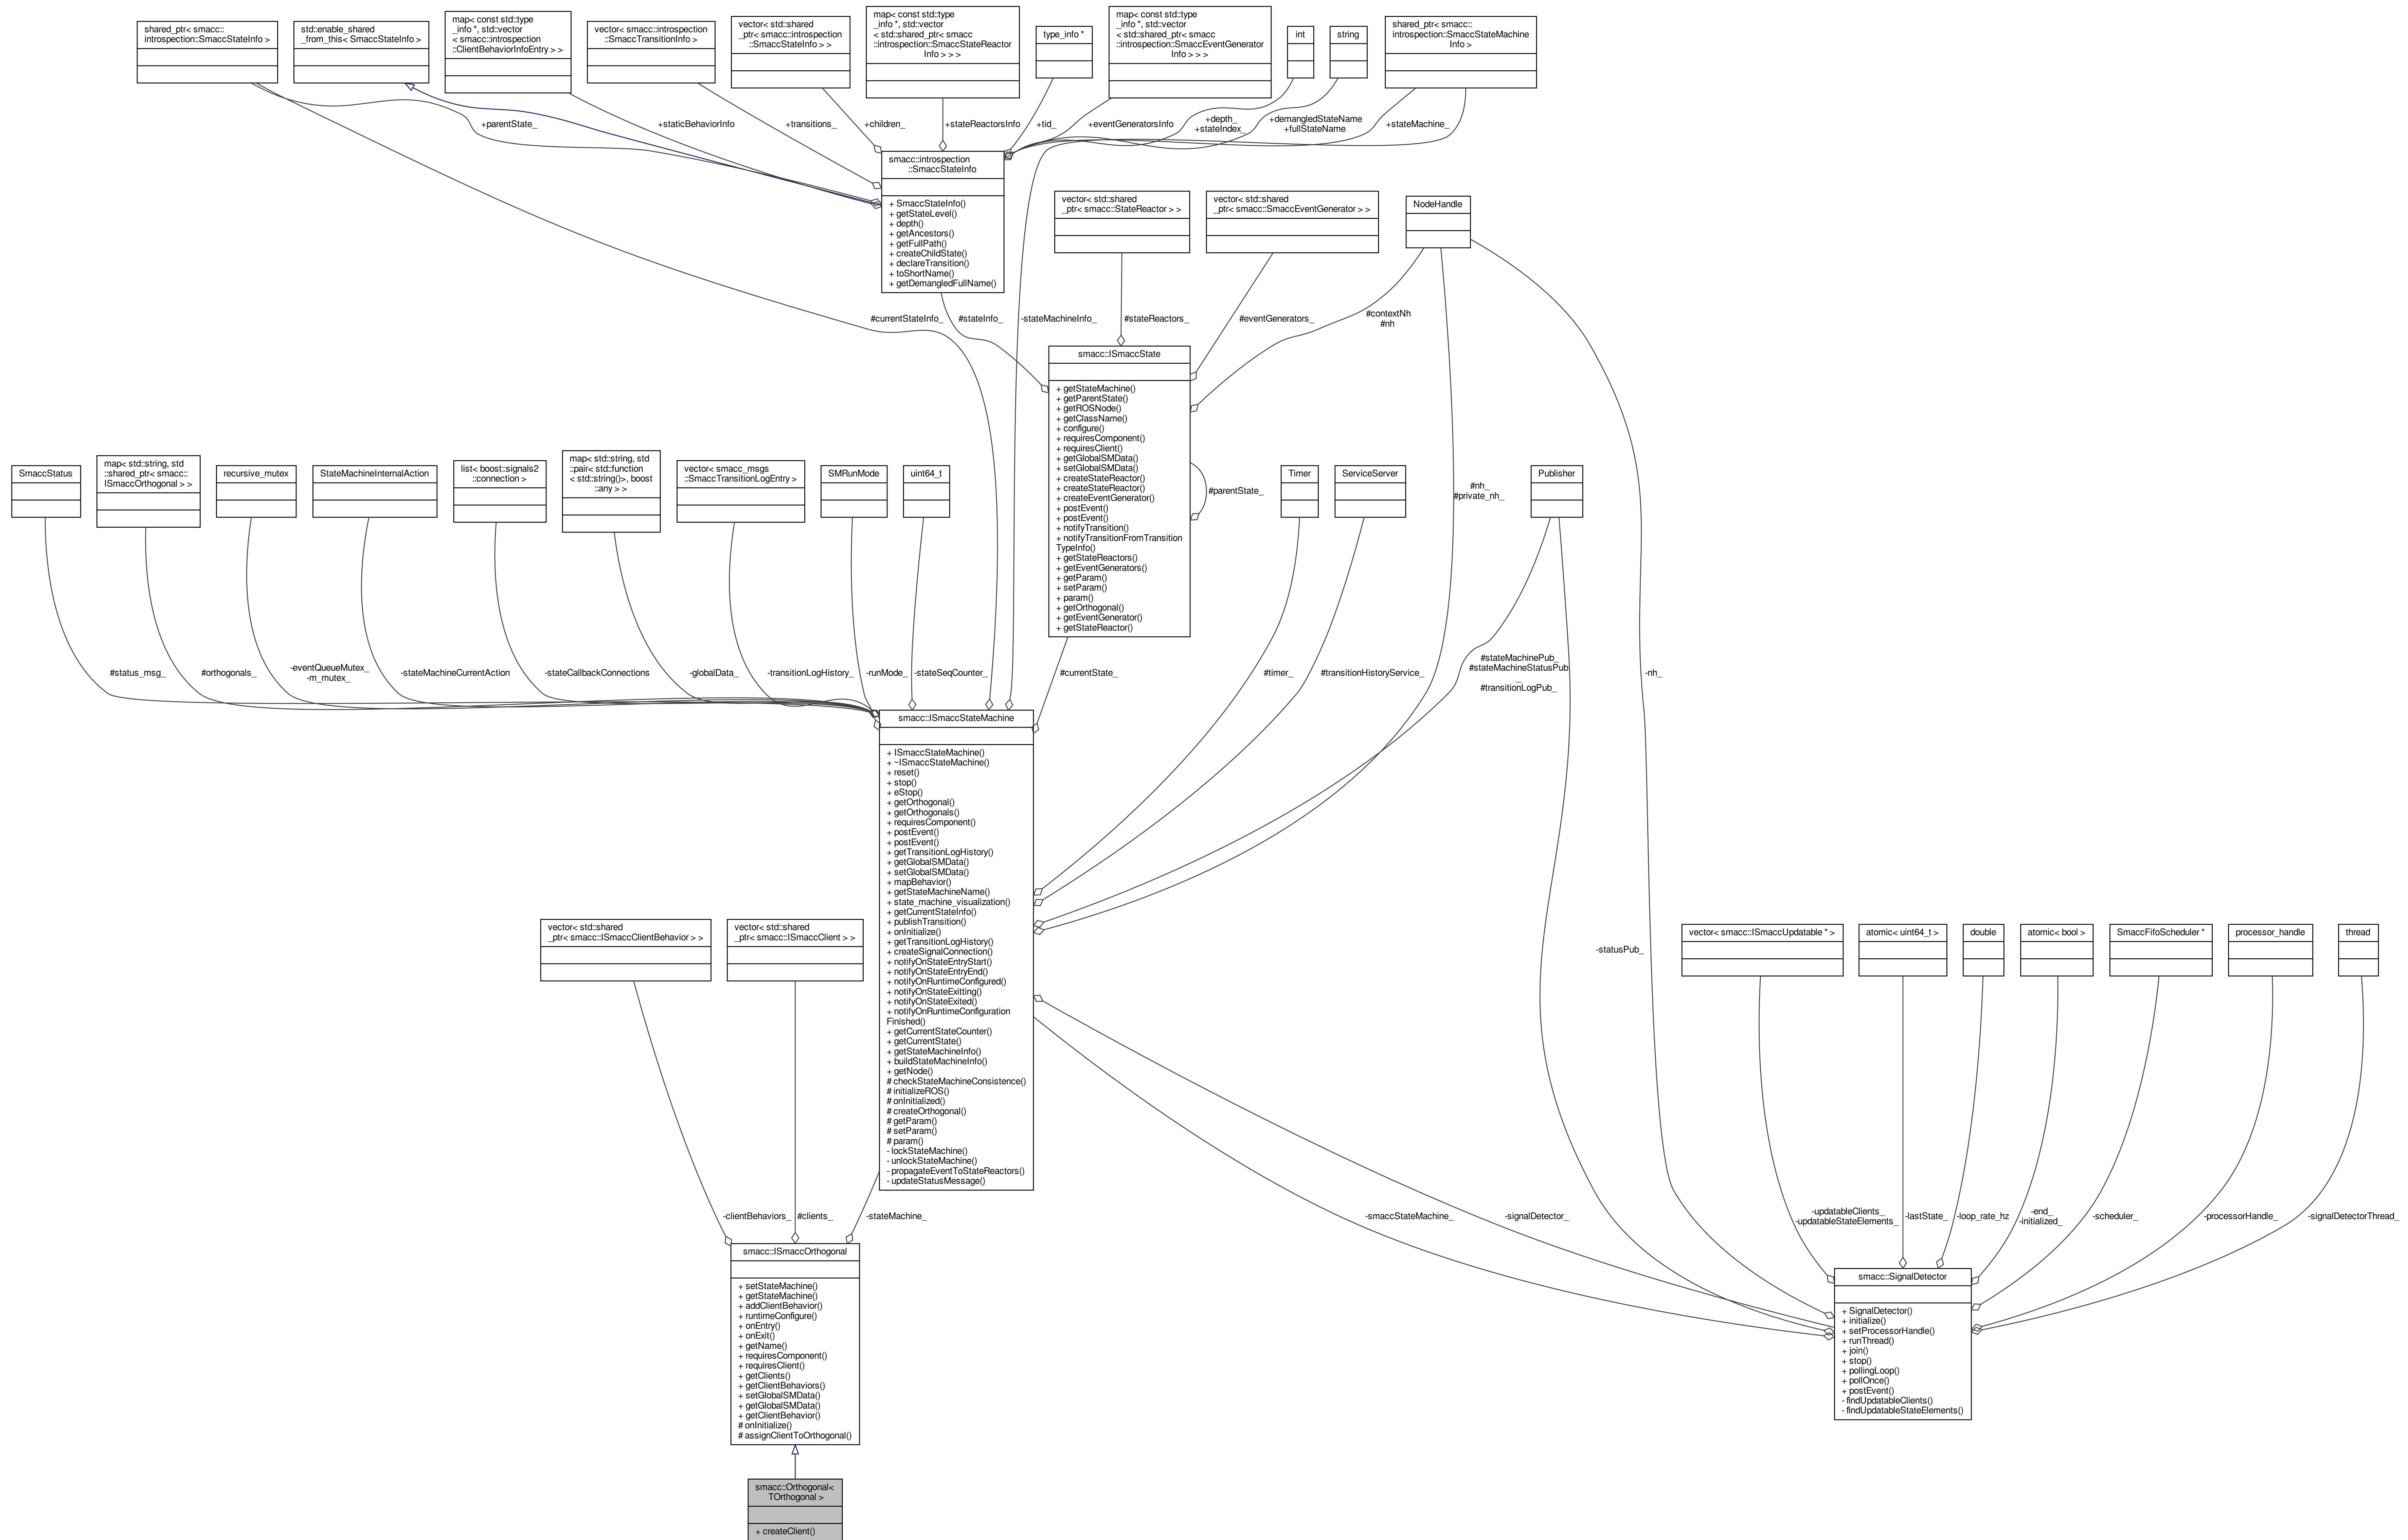 shared_ptr< smacc::
introspection::SmaccStateInfo >
std::enable_shared
_from_this< SmaccStateInfo >
map< const std::type
_info *, std::vector
< smacc::introspection
::ClientBehaviorInfoEntry > >
vector< smacc::introspection
::SmaccTransitionInfo >
vector< std::shared
_ptr< smacc::introspection
::SmaccStateInfo > >
map< const std::type
_info *, std::vector
< std::shared_ptr< smacc
::introspection::SmaccStateReactor
Info > > >
type_info *
map< const std::type
_info *, std::vector
< std::shared_ptr< smacc
::introspection::SmaccEventGenerator
Info > > >
int
string
shared_ptr< smacc::
introspection::SmaccStateMachine
Info >
+parentState_
+staticBehaviorInfo
+transitions_
+children_
+stateReactorsInfo
+tid_
+eventGeneratorsInfo
+depth_
+stateIndex_
+demangledStateName
+fullStateName
+stateMachine_
smacc::introspection
::SmaccStateInfo
+ SmaccStateInfo()
+ getStateLevel()
+ depth()
+ getAncestors()
+ getFullPath()
+ createChildState()
+ declareTransition()
+ toShortName()
+ getDemangledFullName()
vector< std::shared
_ptr< smacc::StateReactor > >
vector< std::shared
_ptr< smacc::SmaccEventGenerator > >
NodeHandle
#currentStateInfo_
#stateInfo_
-stateMachineInfo_
#stateReactors_
#eventGenerators_
#contextNh
#nh
smacc::ISmaccState
+ getStateMachine()
+ getParentState()
+ getROSNode()
+ getClassName()
+ configure()
+ requiresComponent()
+ requiresClient()
+ getGlobalSMData()
+ setGlobalSMData()
+ createStateReactor()
+ createStateReactor()
+ createEventGenerator()
+ postEvent()
+ postEvent()
+ notifyTransition()
+ notifyTransitionFromTransition
TypeInfo()
+ getStateReactors()
+ getEventGenerators()
+ getParam()
+ setParam()
+ param()
+ getOrthogonal()
+ getEventGenerator()
+ getStateReactor()
#parentState_
SmaccStatus
map< std::string, std
::shared_ptr< smacc::
ISmaccOrthogonal > >
recursive_mutex
StateMachineInternalAction
list< boost::signals2
::connection >
map< std::string, std
::pair< std::function
< std::string()>, boost
::any > >
vector< smacc_msgs
::SmaccTransitionLogEntry >
SMRunMode
uint64_t
Timer
ServiceServer
#nh_
#private_nh_
Publisher
#status_msg_
#orthogonals_
-eventQueueMutex_
-m_mutex_
-stateMachineCurrentAction
-stateCallbackConnections
-globalData_
-transitionLogHistory_
-runMode_
-stateSeqCounter_
#currentState_
#timer_
#transitionHistoryService_
#stateMachinePub_
#stateMachineStatusPub
_
#transitionLogPub_
-nh_
smacc::ISmaccStateMachine
+ ISmaccStateMachine()
+ ~ISmaccStateMachine()
+ reset()
+ stop()
+ eStop()
+ getOrthogonal()
+ getOrthogonals()
+ requiresComponent()
+ postEvent()
+ postEvent()
+ getTransitionLogHistory()
+ getGlobalSMData()
+ setGlobalSMData()
+ mapBehavior()
+ getStateMachineName()
+ state_machine_visualization()
+ getCurrentStateInfo()
+ publishTransition()
+ onInitialize()
+ getTransitionLogHistory()
+ createSignalConnection()
+ notifyOnStateEntryStart()
+ notifyOnStateEntryEnd()
+ notifyOnRuntimeConfigured()
+ notifyOnStateExitting()
+ notifyOnStateExited()
+ notifyOnRuntimeConfiguration
Finished()
+ getCurrentStateCounter()
+ getCurrentState()
+ getStateMachineInfo()
+ buildStateMachineInfo()
+ getNode()
# checkStateMachineConsistence()
# initializeROS()
# onInitialized()
# createOrthogonal()
# getParam()
# setParam()
# param()
- lockStateMachine()
- unlockStateMachine()
- propagateEventToStateReactors()
- updateStatusMessage()
vector< std::shared
_ptr< smacc::ISmaccClientBehavior > >
vector< std::shared
_ptr< smacc::ISmaccClient > >
-statusPub_
vector< smacc::ISmaccUpdatable * >
atomic< uint64_t >
double
atomic< bool >
SmaccFifoScheduler *
processor_handle
thread
-clientBehaviors_
#clients_
-stateMachine_
-smaccStateMachine_
-signalDetector_
-updatableClients_
-updatableStateElements_
-lastState_
-loop_rate_hz
-end_
-initialized_
-scheduler_
-processorHandle_
-signalDetectorThread_
smacc::ISmaccOrthogonal
+ setStateMachine()
+ getStateMachine()
+ addClientBehavior()
+ runtimeConfigure()
+ onEntry()
+ onExit()
+ getName()
+ requiresComponent()
+ requiresClient()
+ getClients()
+ getClientBehaviors()
+ setGlobalSMData()
+ getGlobalSMData()
+ getClientBehavior()
# onInitialize()
# assignClientToOrthogonal()
smacc::SignalDetector
+ SignalDetector()
+ initialize()
+ setProcessorHandle()
+ runThread()
+ join()
+ stop()
+ pollingLoop()
+ pollOnce()
+ postEvent()
- findUpdatableClients()
- findUpdatableStateElements()
smacc::Orthogonal<
TOrthogonal >
+ createClient()